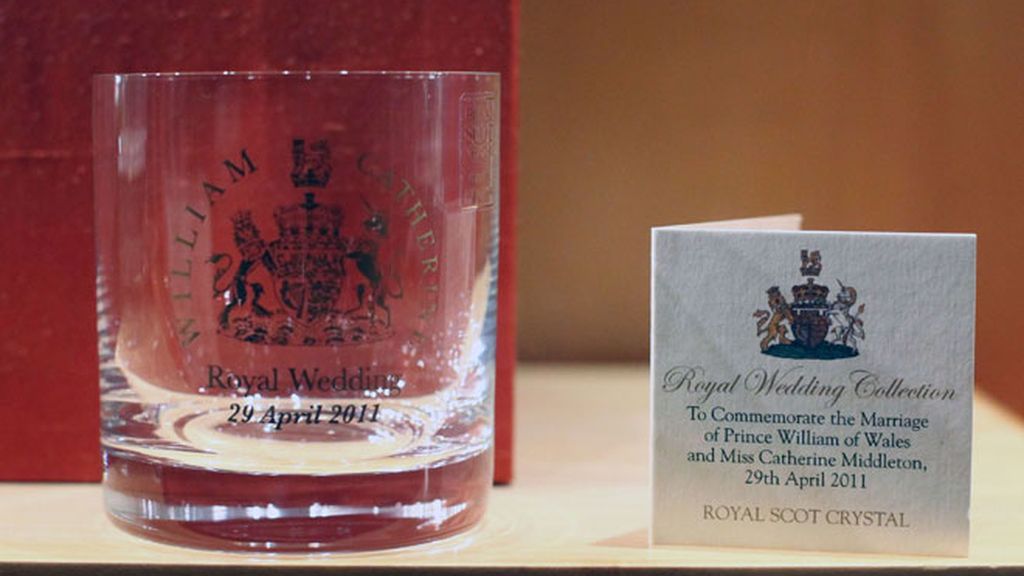 WILLIAM CATHERINE
Royal Wedding
29 April 2011
Royal Wedding Collection
To Commemorate the Marriage
of Prince William of Wales
and Miss Catherine Middleton,
29th April 2011
ROYAL SCOT CRYSTAL